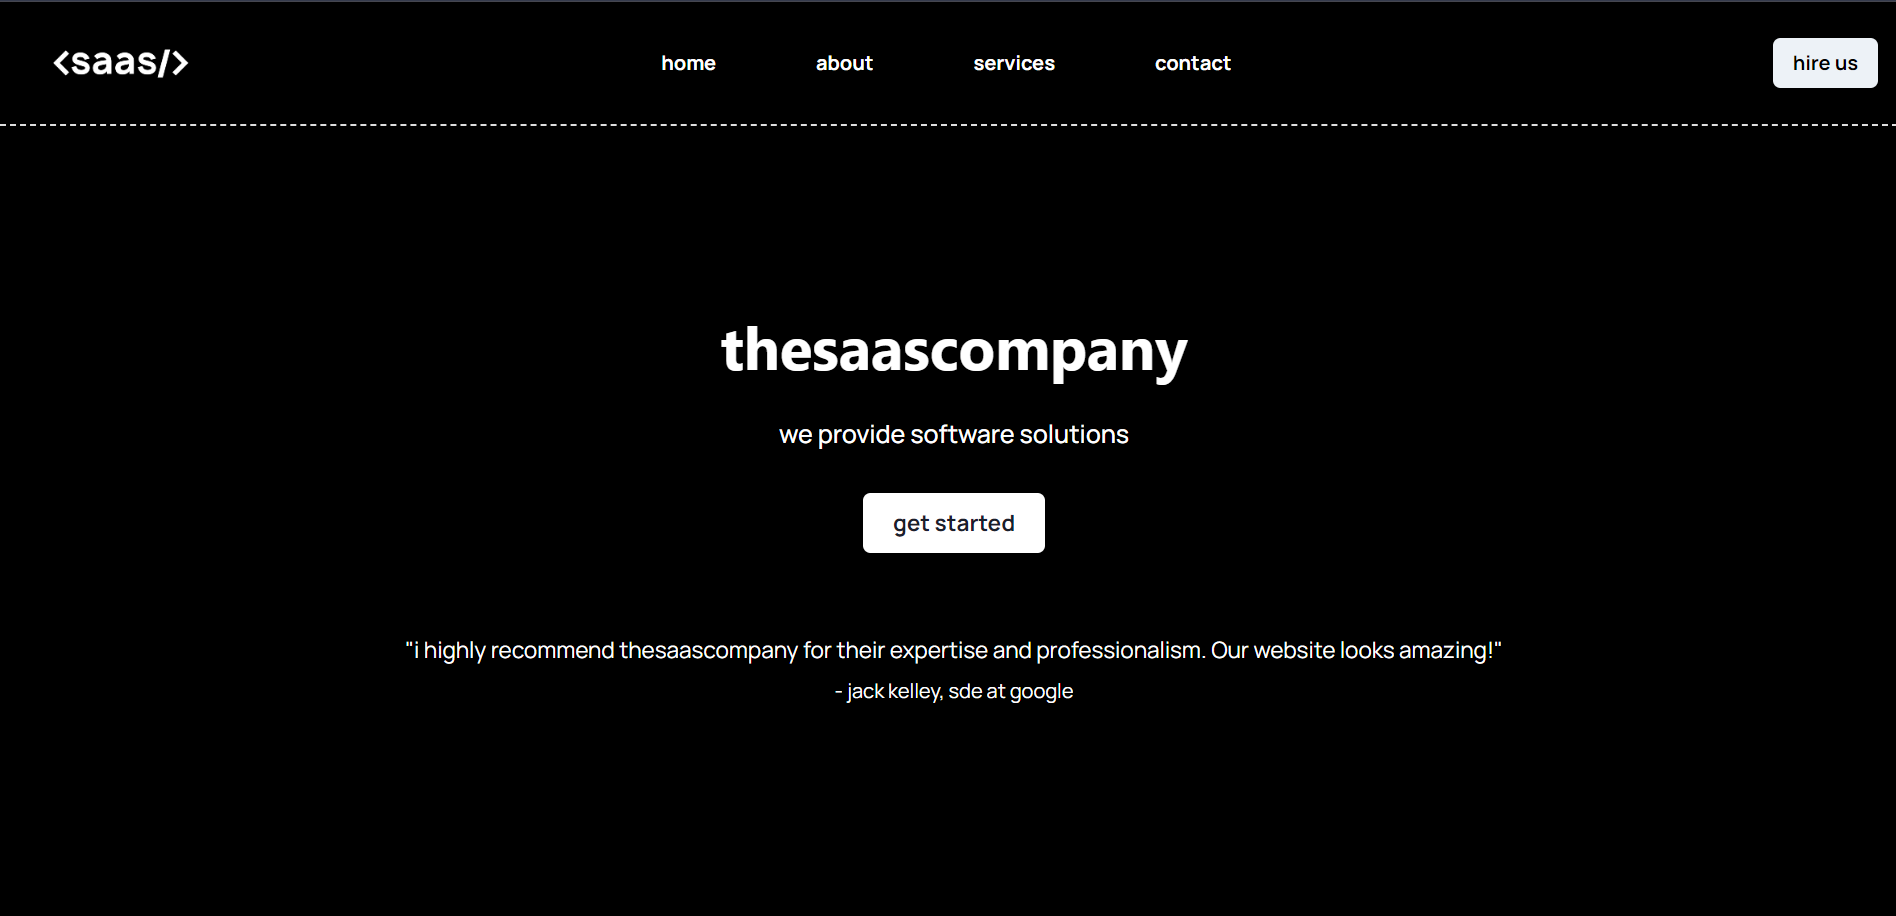 <saas/>
home
about
services
contact
hire us
thesaascompany
we provide software solutions
get started
"i highly recommend thesaascompany for their expertise and professionalism. Our website looks amazing!"
- jack kelley, sde at google